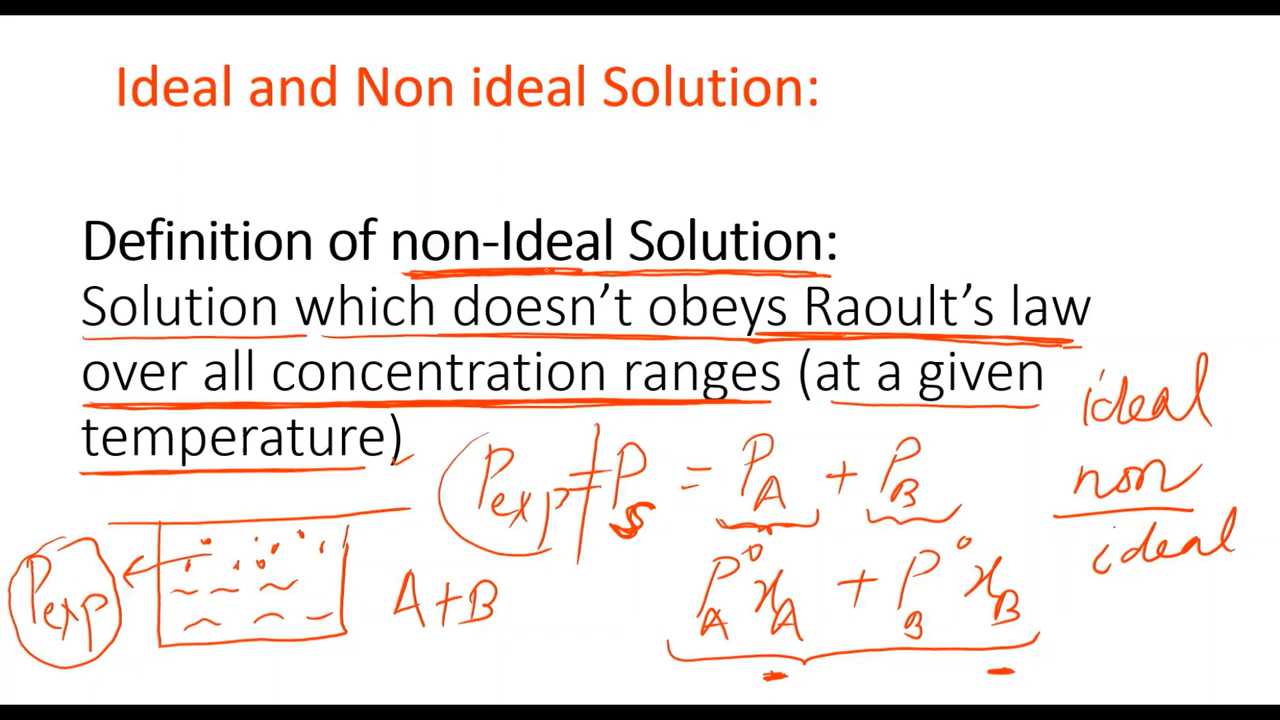 Ideal and Non ideal Solution:
Definition of non-Ideal Solution:
Solution which doesn’t obeys Raoult’s law
over all concentration ranges (at a given
temperature)
ideal
non
ideal
Pexp ≠ PS = PA + PB
P°A xA + P°B xB
Pexp
A+B